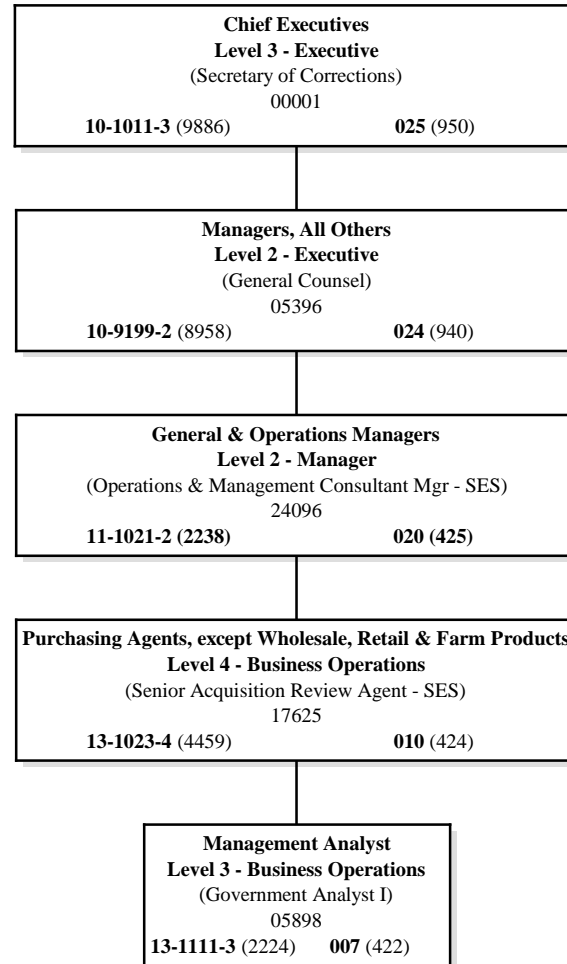 Chief Executives
Level 3 - Executive
(Secretary of Corrections)
00001
10-1011-3 (9886) 025 (950)
Managers, All Others
Level 2 - Executive
(General Counsel)
05396
10-9199-2 (8958) 024 (940)
General & Operations Managers
Level 2 - Manager
(Operations & Management Consultant Mgr - SES)
24096
11-1021-2 (2238) 020 (425)
Purchasing Agents, except Wholesale, Retail & Farm Products
Level 4 - Business Operations
(Senior Acquisition Review Agent - SES)
17625
13-1023-4 (4459) 010 (424)
Management Analyst
Level 3 - Business Operations
(Government Analyst I)
05898
13-1111-3 (2224) 007 (422)